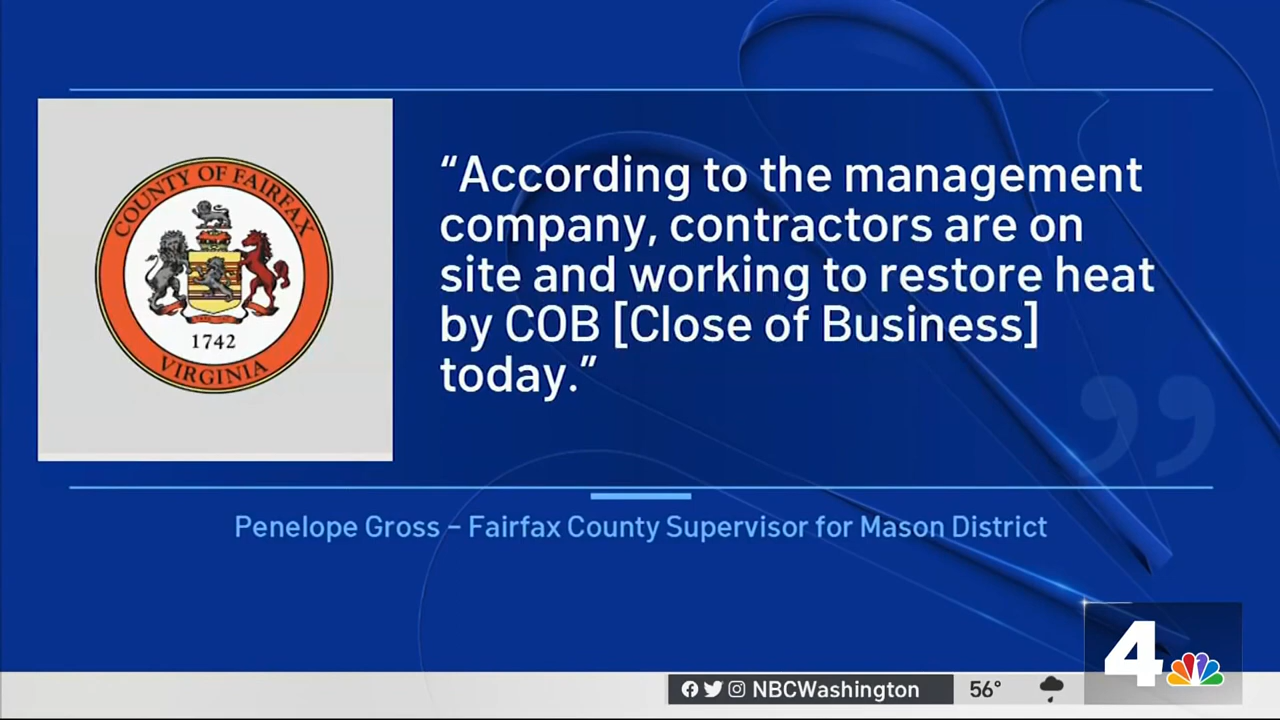 COUNTY OF FAIRFAX
1742
VIRGINIA
“According to the management
company, contractors are on
site and working to restore heat
by COB [Close of Business]
today.”
Penelope Gross – Fairfax County Supervisor for Mason District
4
NBCWashington
56°